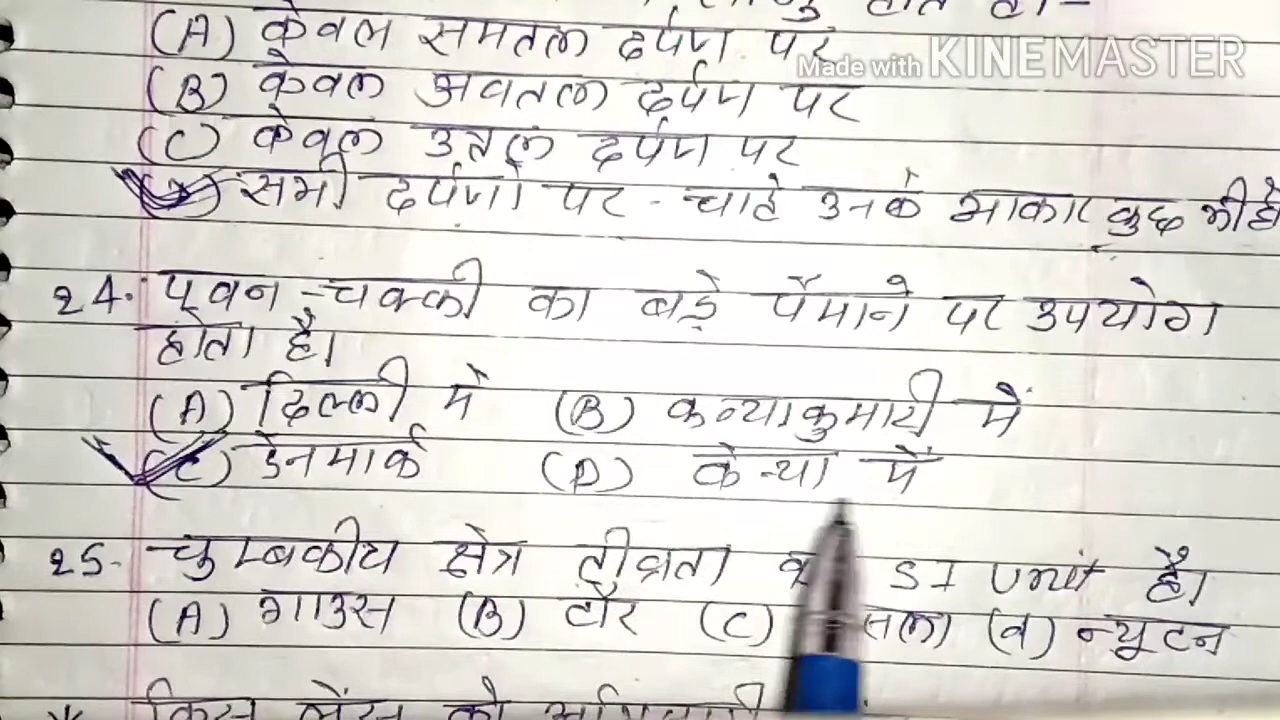 होते हैं।-
(A) केवल समतल दर्पण पर
Made with KINEMASTER
(B) केवल अवतल दर्पण पर
(C) केवल उत्तल दर्पण पर
सभी दर्पणों पर - चाहे उनके आकार कुछ भी हो
24. पवन-चक्की का बड़े पैमाने पर उपयोग
होता है।
(A) दिल्ली में (B) कन्याकुमारी में
(C) डेनमार्क (D) केन्या में
25. चुम्बकीय क्षेत्र तीव्रता SI Unit है।
(A) गाउस (B) टौर (C) सला (द) न्यूटन
* किस लेंस को